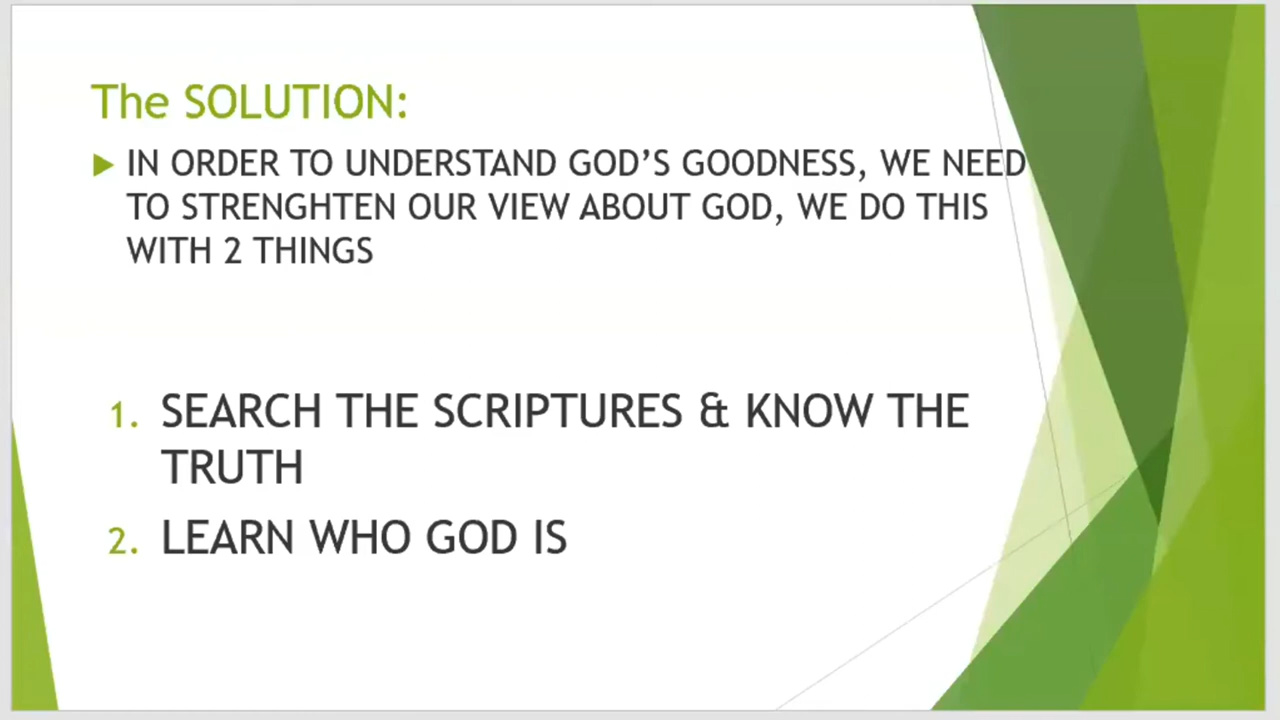 The SOLUTION:
IN ORDER TO UNDERSTAND GOD’S GOODNESS, WE NEED
TO STRENGHTEN OUR VIEW ABOUT GOD, WE DO THIS
WITH 2 THINGS
1. SEARCH THE SCRIPTURES & KNOW THE
TRUTH
2. LEARN WHO GOD IS